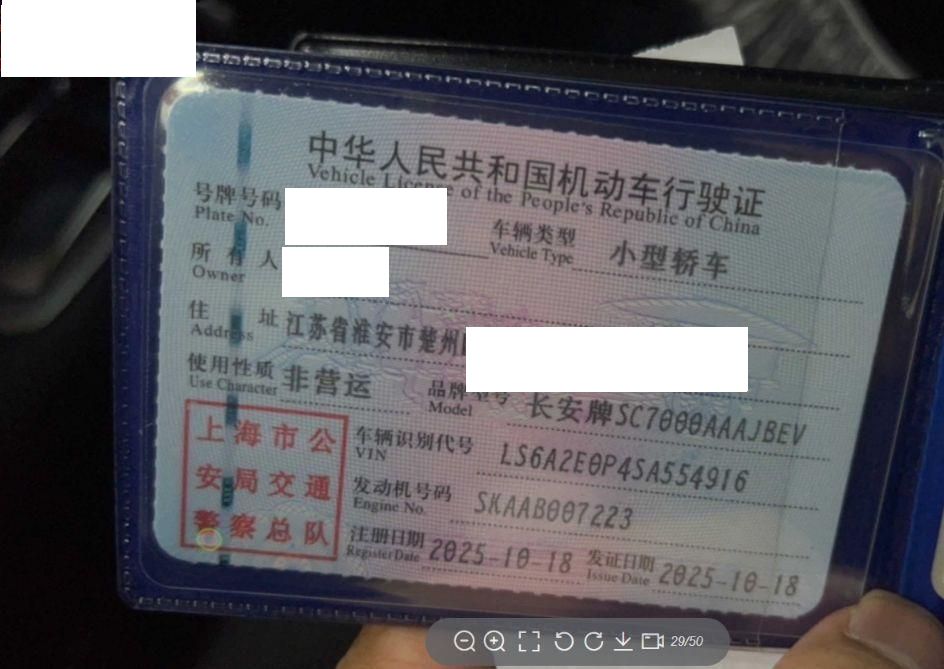 中华人民共和国机动车行驶证
Vehicle License of the People's Republic of China
号牌号码
Plate No.
车辆类型 小型轿车
Vehicle Type
所有人
Owner
住址 江苏省淮安市楚州
Address
使用性质 非营运
Use Character
品牌型号 长安牌SC7000AAAJBEV
Model
上海市公
安局交通
警察总队
车辆识别代号 LS6A2E0P4SA554916
VIN
发动机号码 SKAAB007223
Engine No.
注册日期 2025-10-18
Register Date
发证日期 2025-10-18
Issue Date
29/50